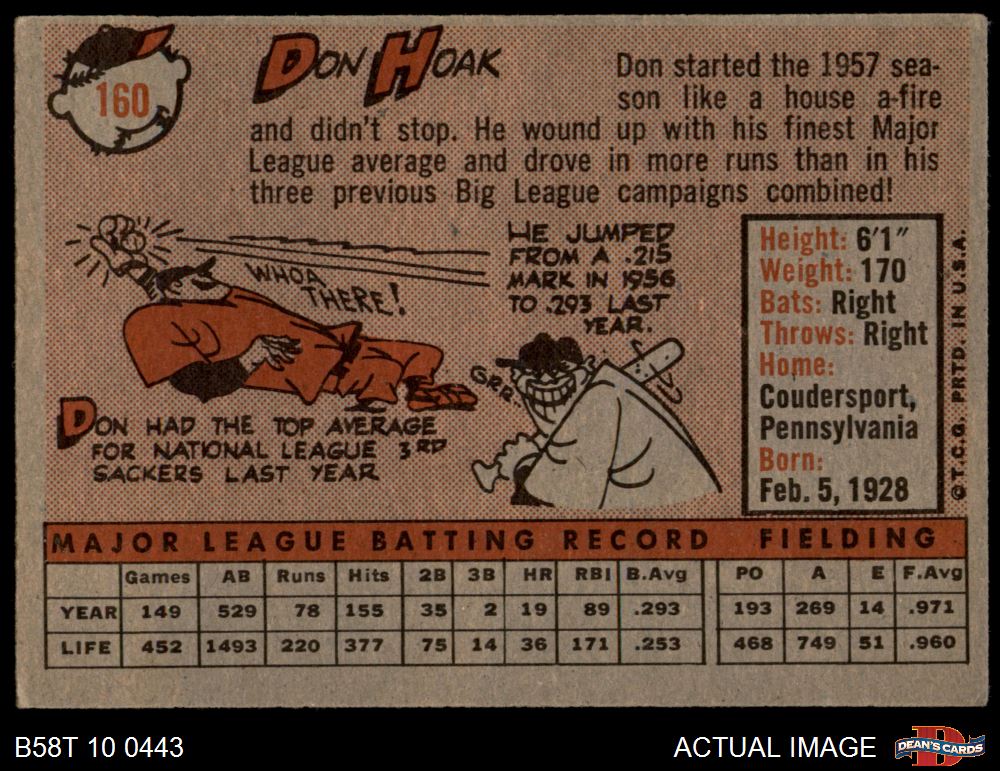 160
DON HOAK
Don started the 1957 sea-
son like a house a-fire
and didn't stop. He wound up with his finest Major
League average and drove in more runs than in his
three previous Big League campaigns combined!
WHOA
THERE!
HE JUMPED
FROM A .215
MARK IN 1956
TO .293 LAST
YEAR.
GRR
DON HAD THE TOP AVERAGE
FOR NATIONAL LEAGUE 3RD
SACKERS LAST YEAR
Height: 6'1"
Weight: 170
Bats: Right
Throws: Right
Home:
Coudersport,
Pennsylvania
Born:
Feb. 5, 1928
© T.C.G. PRTD. IN U.S.A.
MAJOR LEAGUE BATTING RECORD FIELDING
Games AB Runs Hits 2B 3B HR RBI B.Avg PO A E F.Avg
YEAR 149 529 78 155 35 2 19 89 .293 193 269 14 .971
LIFE 452 1493 220 377 75 14 36 171 .253 468 749 51 .960
B58T 10 0443 ACTUAL IMAGE
D
DEAN'S CARDS